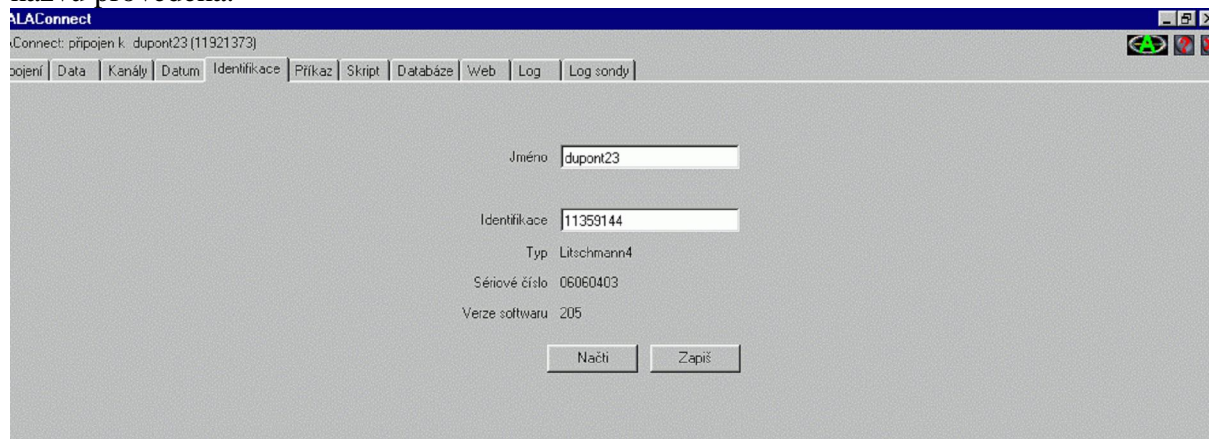 ALAConnect
Connect: připojen k dupont23 (11921373)
pojení Data Kanály Datum Identifikace Příkaz Skript Databáze Web Log Log sondy
Jméno dupont23
Identifikace 11359144
Typ Litschmann4
Sériové číslo 06060403
Verze softwaru 205
Načti Zapiš